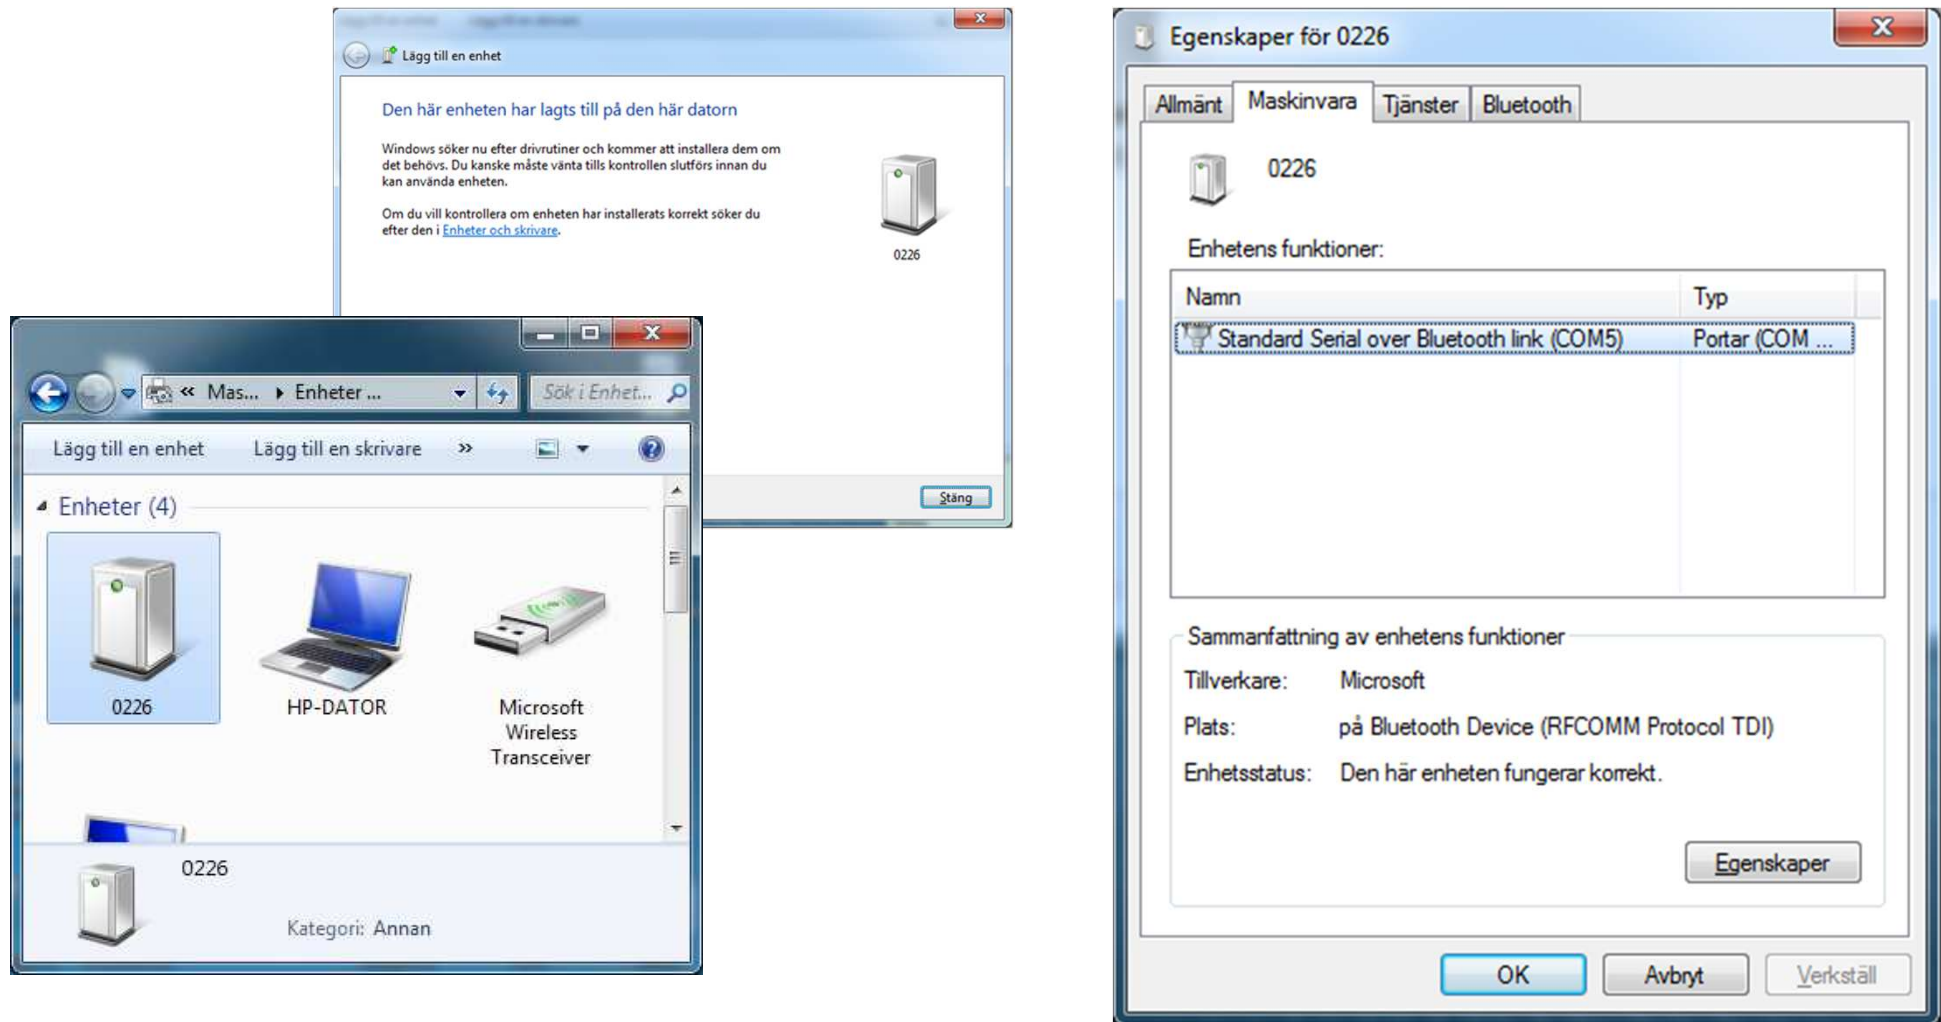 Lägg till en enhet
Den här enheten har lagts till på den här datorn
Windows söker nu efter drivrutiner och kommer att installera dem om
det behövs. Du kanske måste vänta tills kontrollen slutförs innan du
kan använda enheten.
Om du vill kontrollera om enheten har installerats korrekt söker du
efter den i Enheter och skrivare.
0226
Stäng
« Mas... Enheter ...
Sök i Enhet...
Lägg till en enhet Lägg till en skrivare »
Enheter (4)
0226
HP-DATOR
Microsoft
Wireless
Transceiver
0226
Kategori: Annan
Egenskaper för 0226
Allmänt Maskinvara Tjänster Bluetooth
0226
Enhetens funktioner:
Namn Typ
Standard Serial over Bluetooth link (COM5) Portar (COM ...
Sammanfattning av enhetens funktioner
Tillverkare: Microsoft
Plats: på Bluetooth Device (RFCOMM Protocol TDI)
Enhetsstatus: Den här enheten fungerar korrekt.
Egenskaper
OK Avbryt Verkställ